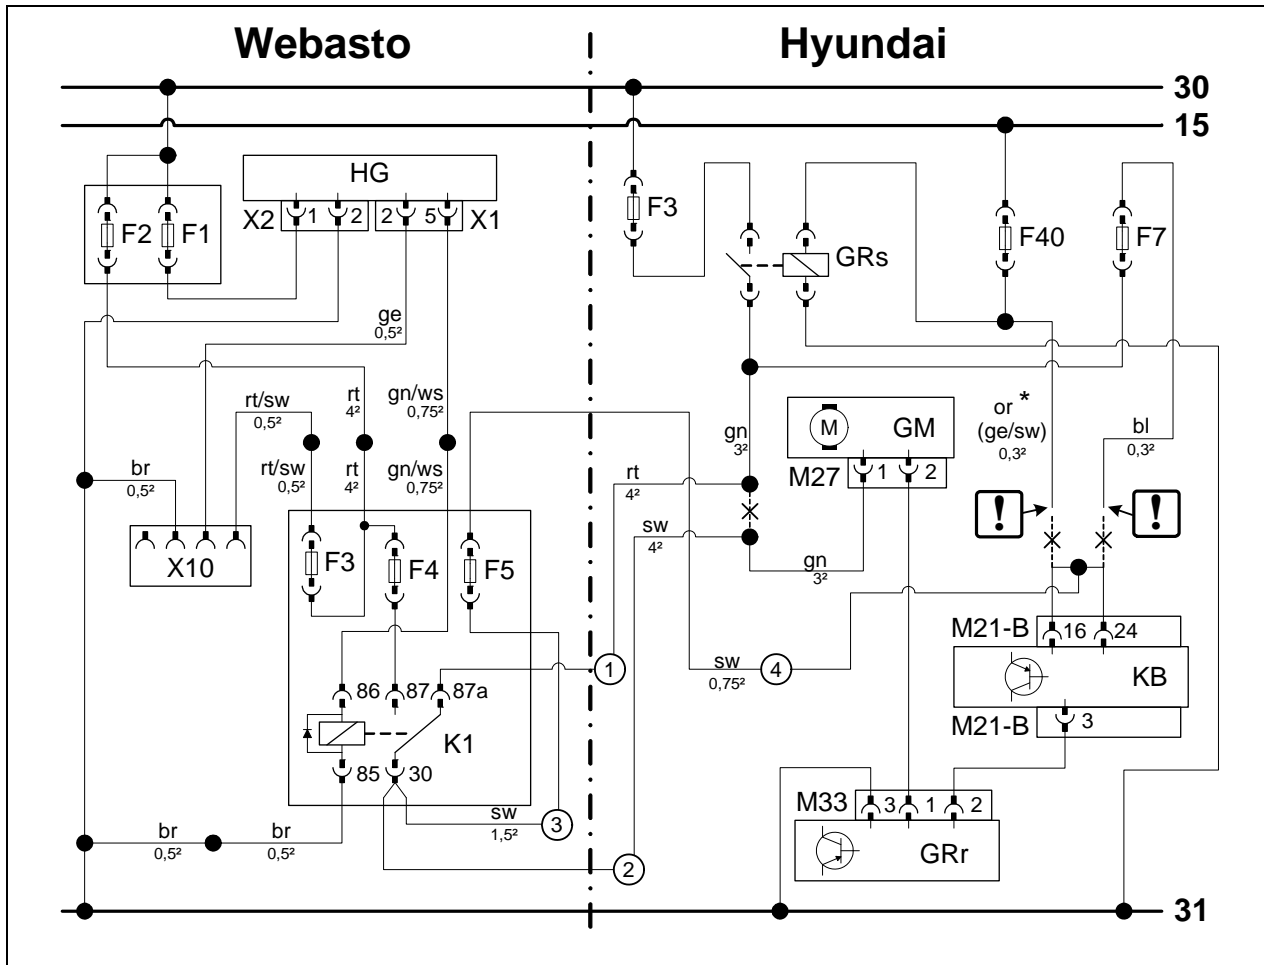 Webasto
Hyundai
30
15
HG
X2 1 2 2 5 X1
F2 F1
F3
GRs
F40
F7
ge
0,5²
rt/sw
0,5²
rt
4²
gn/ws
0,75²
or *
(ge/sw)
0,3²
bl
0,3²
M GM
gn
3²
M27 1 2
br
0,5²
rt/sw
0,5²
rt
4²
gn/ws
0,75²
rt
4²
! !
sw
4²
gn
3²
X10
F3 F4 F5
M21-B 16 24
1
sw
0,75²
4
KB
86 87 87a
M21-B 3
K1
85 30
M33 3 1 2
sw
1,5²
3
br
0,5²
br
0,5²
GRr
2
31